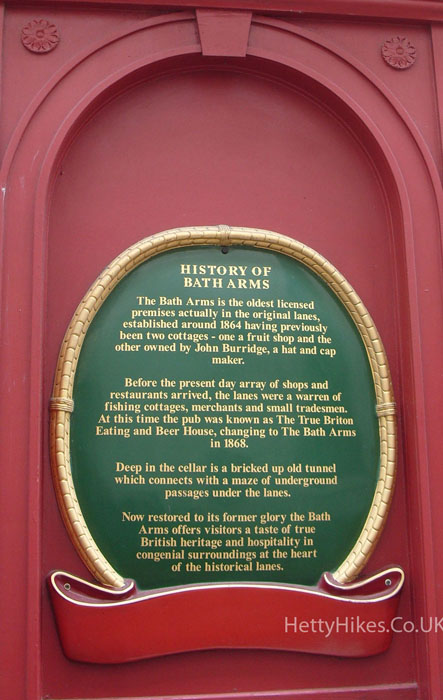 HISTORY OF
BATH ARMS
The Bath Arms is the oldest licensed
premises actually in the original lanes,
established around 1864 having previously
been two cottages - one a fruit shop and the
other owned by John Burridge, a hat and cap
maker.
Before the present day array of shops and
restaurants arrived, the lanes were a warren of
fishing cottages, merchants and small tradesmen.
At this time the pub was known as The True Briton
Eating and Beer House, changing to The Bath Arms
in 1868.
Deep in the cellar is a bricked up old tunnel
which connects with a maze of underground
passages under the lanes.
Now restored to its former glory the Bath
Arms offers visitors a taste of true
British heritage and hospitality in
congenial surroundings at the heart
of the historical lanes.
HettyHikes.Co.UK